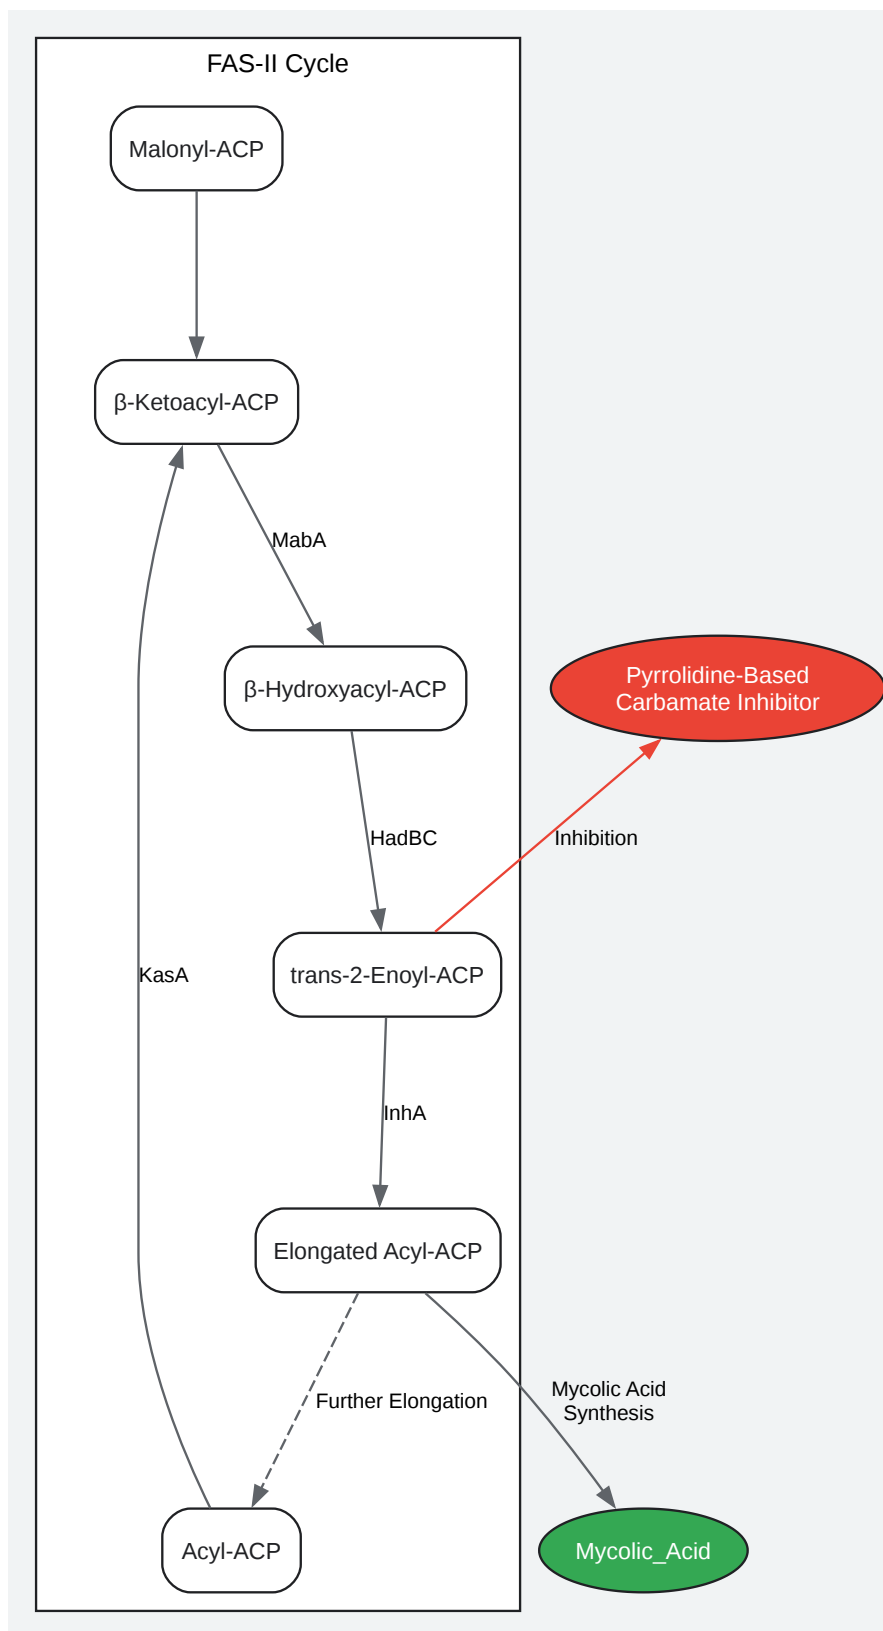 FAS-II Cycle
Malonyl-ACP
β-Ketoacyl-ACP
MabA
β-Hydroxyacyl-ACP
Pyrrolidine-Based
Carbamate Inhibitor
HadBC
Inhibition
KasA
trans-2-Enoyl-ACP
InhA
Elongated Acyl-ACP
Further Elongation
Mycolic Acid
Synthesis
Acyl-ACP
Mycolic_Acid